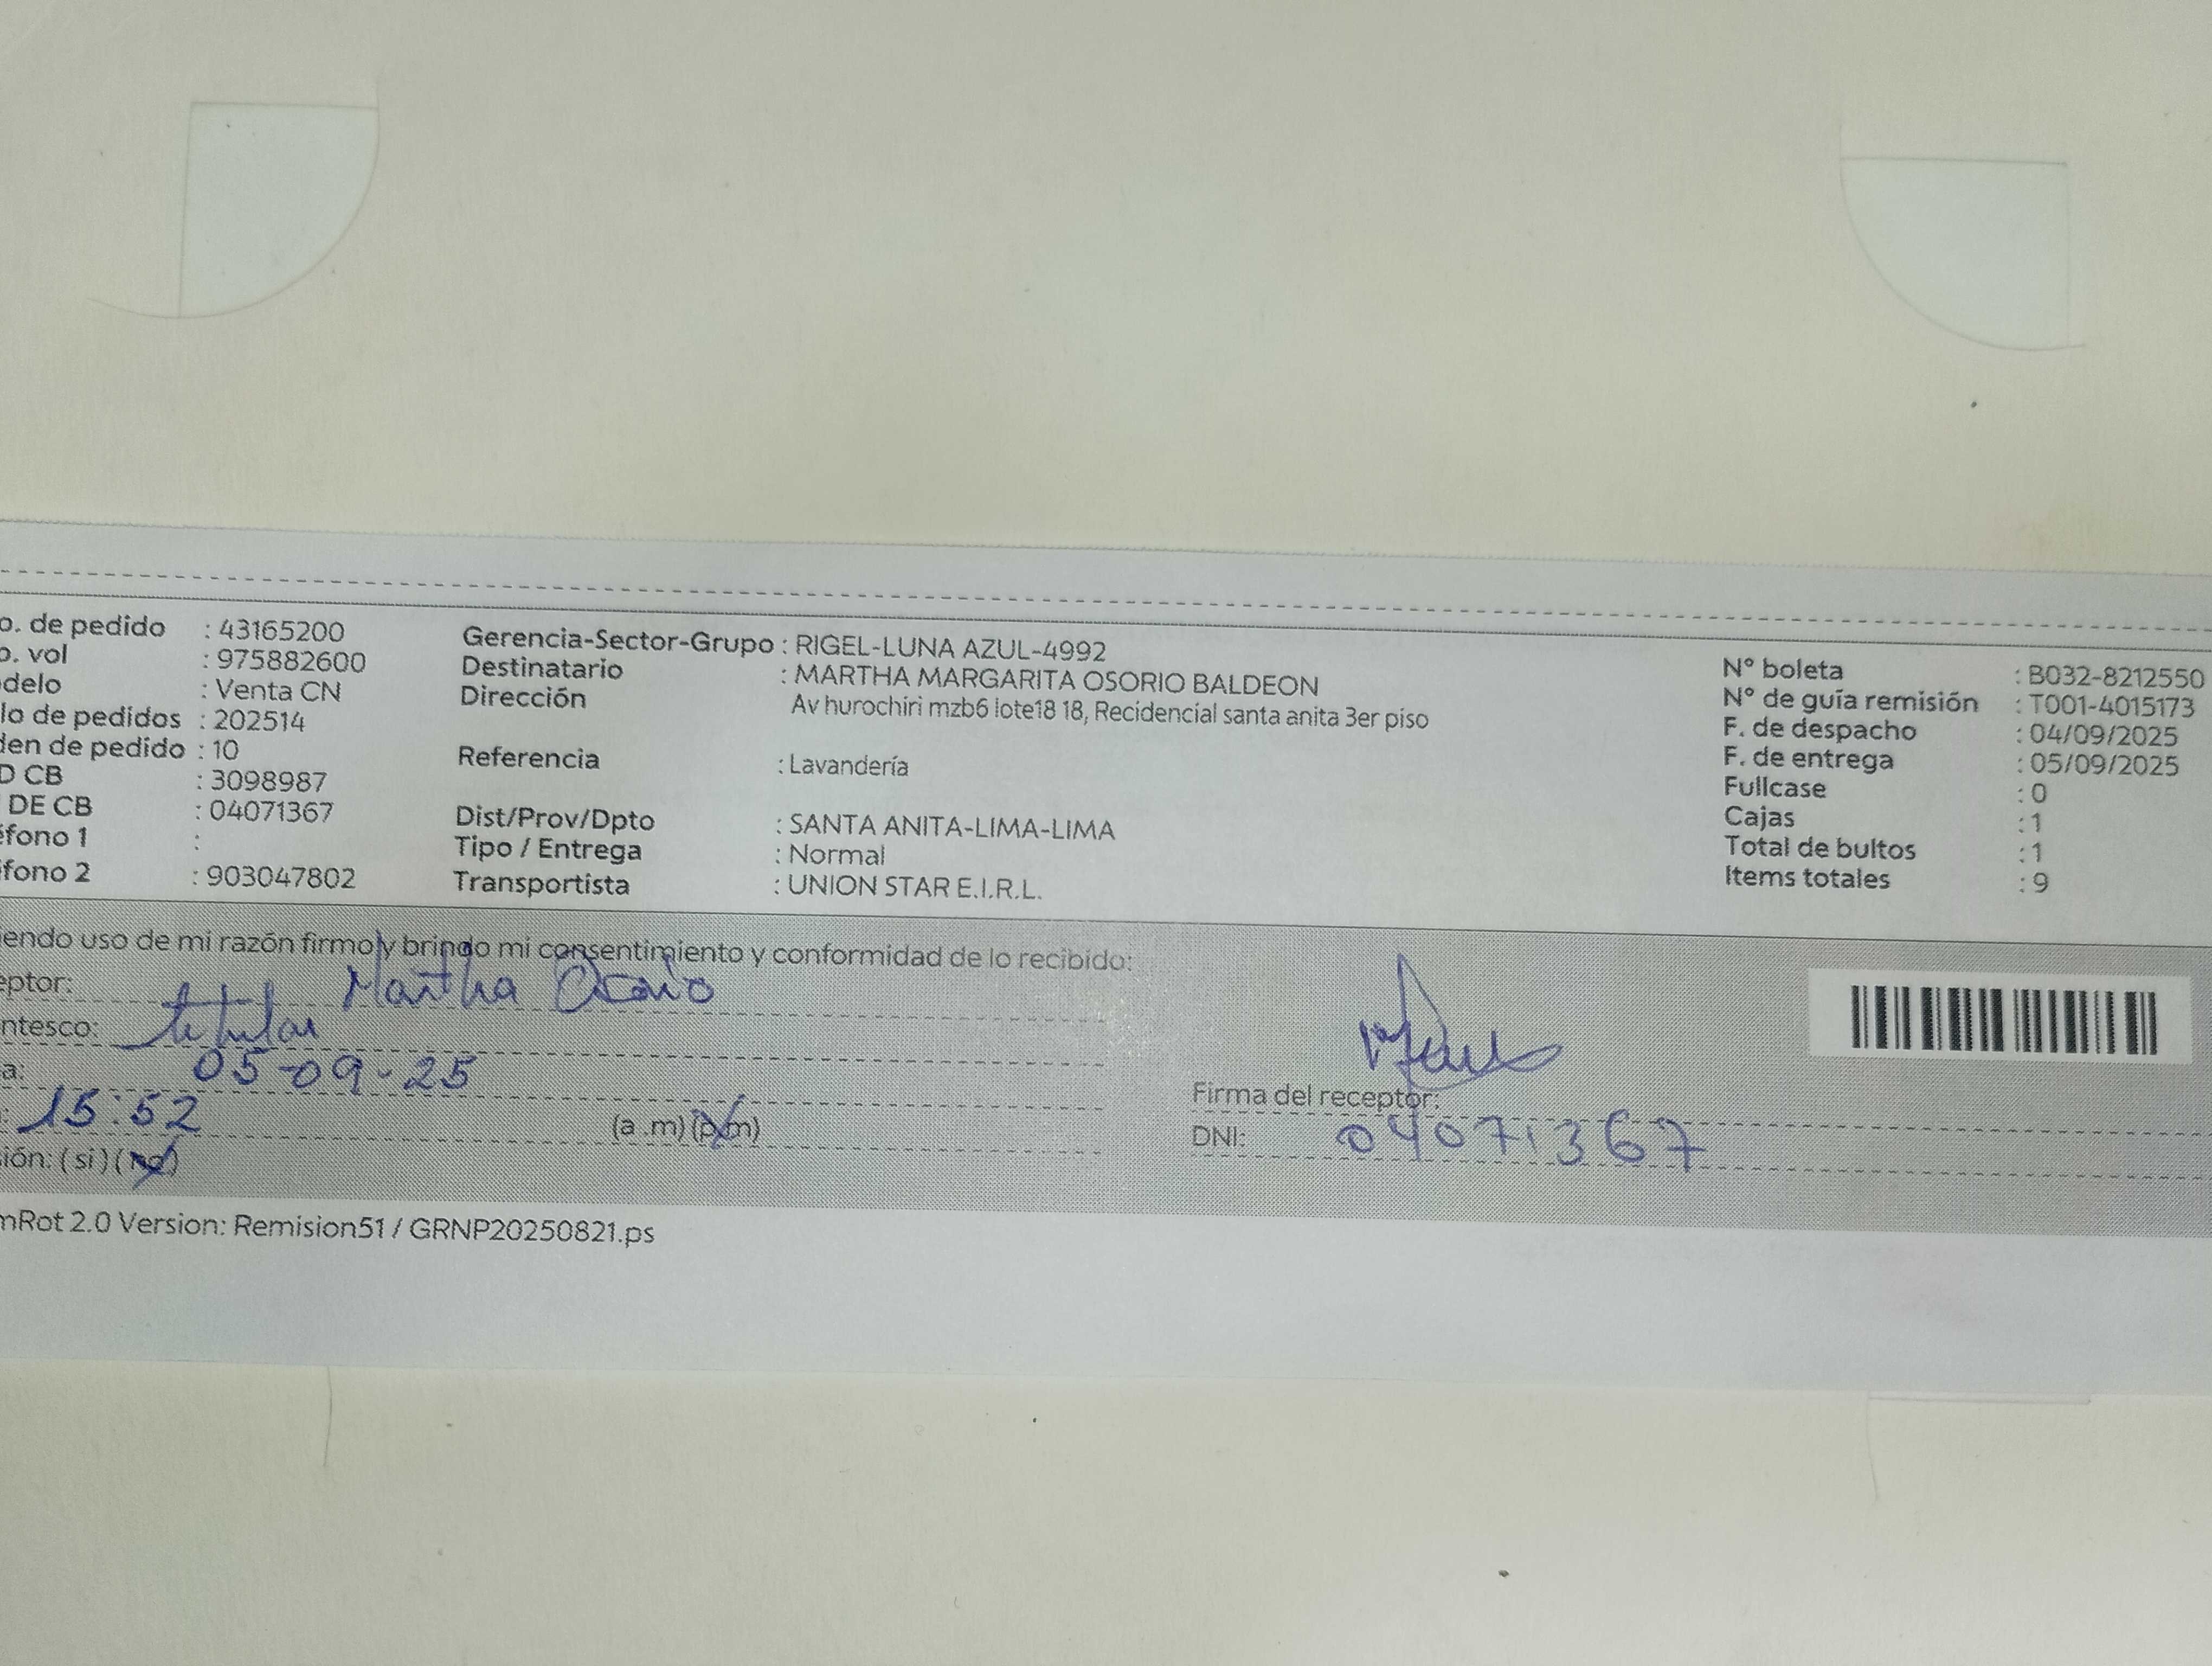 o. de pedido : 43165200
o. vol : 975882600
delo : Venta CN
lo de pedidos : 202514
den de pedido : 10
D CB : 3098987
DE CB : 04071367
éfono 1 :
fono 2 : 903047802
Gerencia-Sector-Grupo : RIGEL-LUNA AZUL-4992
Destinatario : MARTHA MARGARITA OSORIO BALDEON
Dirección Av hurochiri mzb6 lote18 18, Recidencial santa anita 3er piso
Referencia : Lavandería
Dist/Prov/Dpto : SANTA ANITA-LIMA-LIMA
Tipo / Entrega : Normal
Transportista : UNION STAR E.I.R.L.
N° boleta : B032-8212550
N° de guía remisión : T001-4015173
F. de despacho : 04/09/2025
F. de entrega : 05/09/2025
Fullcase : 0
Cajas : 1
Total de bultos : 1
Items totales : 9
iendo uso de mi razón firmo y brindo mi consentimiento y conformidad de lo recibido:
eptor: Martha Osorio
ntesco: titular
a: 05-09-25
: 15:52 (a .m) (p.m)
ión: ( si ) ( no )
Firma del receptor:
DNI: 04071367
mRot 2.0 Version: Remision51 / GRNP20250821.ps